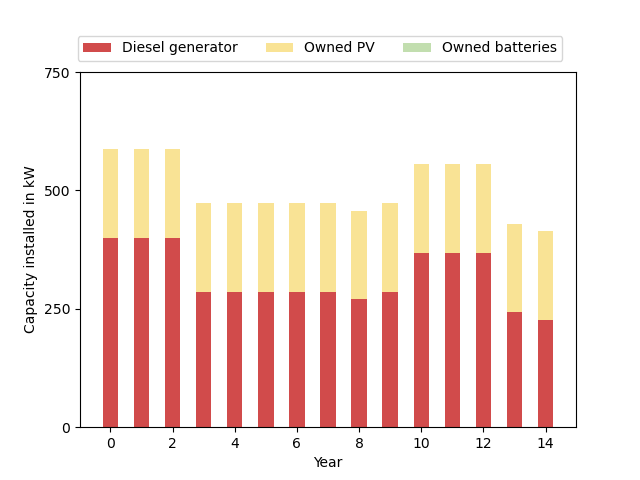 Diesel generator Owned PV Owned batteries
750
500
250
0
Capacity installed in kW
0 2 4 6 8 10 12 14
Year